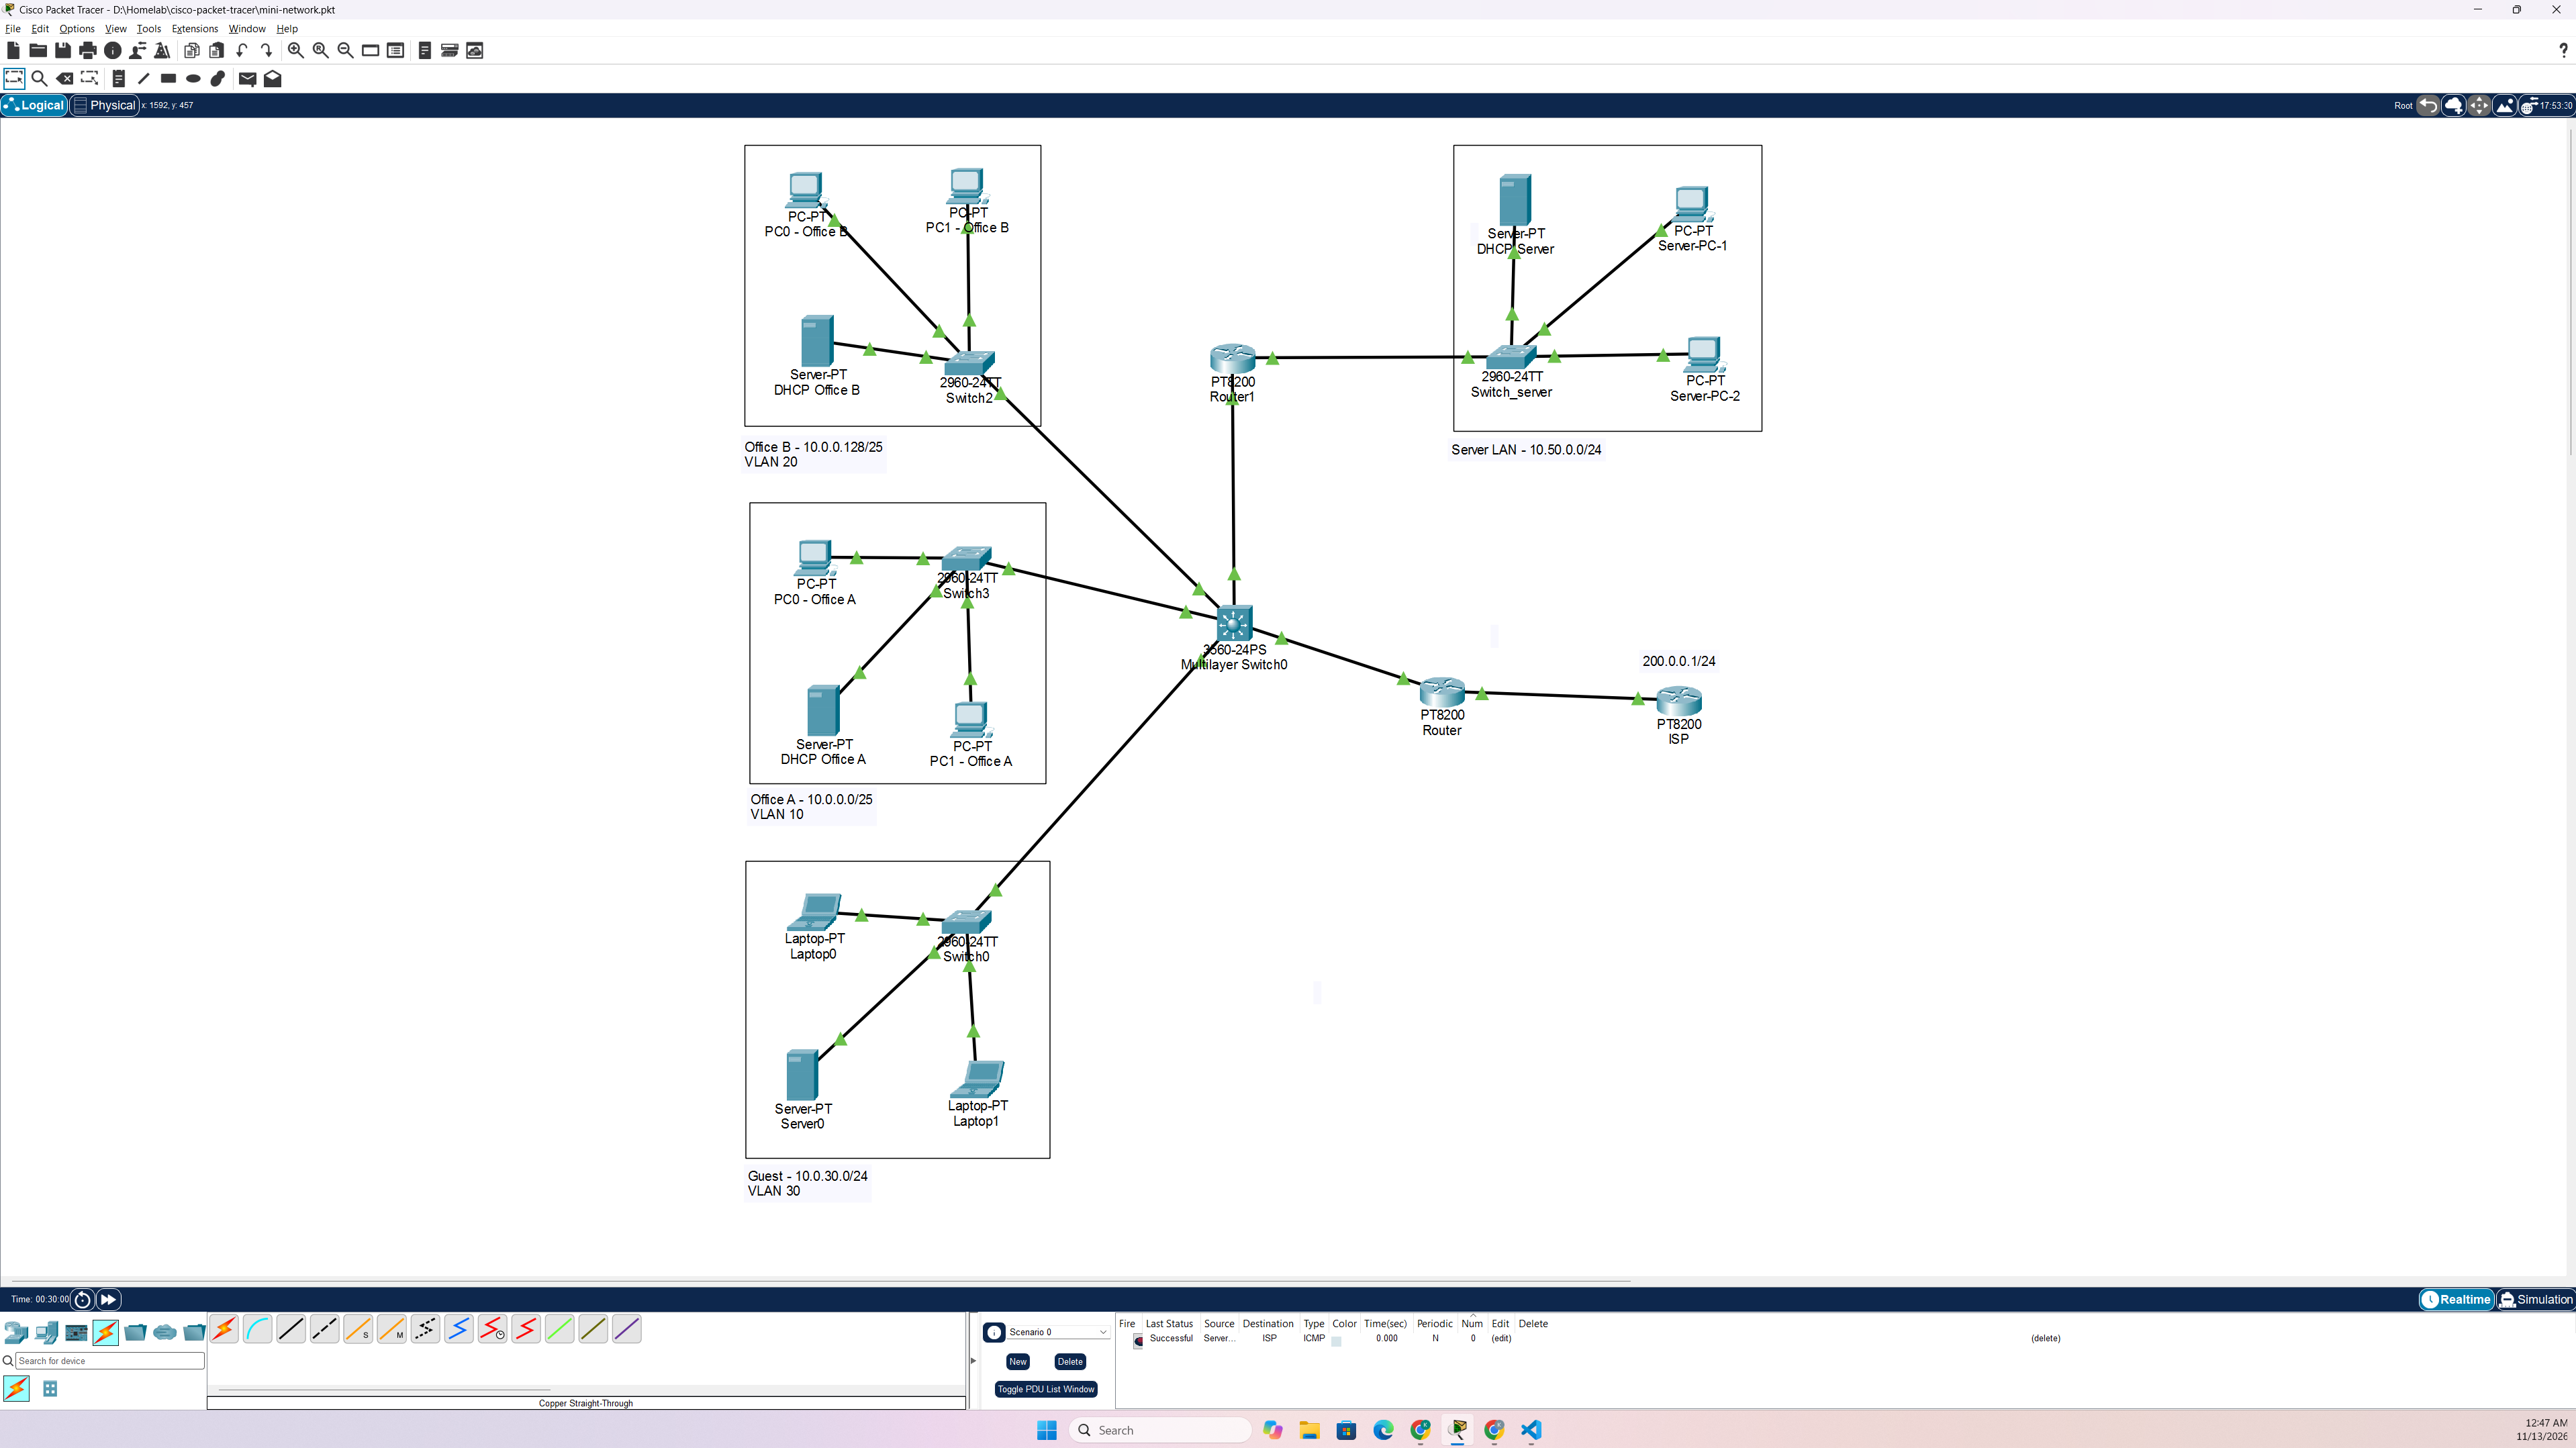 Cisco Packet Tracer - D:\Homelab\cisco-packet-tracer\mini-network.pkt
File Edit Options View Tools Extensions Window Help
Logical Physical x: 1592, y: 457 Root 17:53:30
PC-PT
PC0 - Office B
PC-PT
PC1 - Office B
Server-PT
DHCP Office B
2960-24TT
Switch2
Office B - 10.0.0.128/25
VLAN 20
Server-PT
DHCP Server
PC-PT
Server-PC-1
2960-24TT
Switch_server
PC-PT
Server-PC-2
Server LAN - 10.50.0.0/24
PT8200
Router1
PC-PT
PC0 - Office A
2960-24TT
Switch3
Server-PT
DHCP Office A
PC-PT
PC1 - Office A
Office A - 10.0.0.0/25
VLAN 10
3560-24PS
Multilayer Switch0
PT8200
Router
200.0.0.1/24
PT8200
ISP
Laptop-PT
Laptop0
2960-24TT
Switch0
Server-PT
Server0
Laptop-PT
Laptop1
Guest - 10.0.30.0/24
VLAN 30
Time: 00:30:00 Realtime Simulation
Search for device
S
M
Copper Straight-Through
Scenario 0
New Delete
Toggle PDU List Window
Fire Last Status Source Destination Type Color Time(sec) Periodic Num Edit Delete
Successful Server... ISP ICMP 0.000 N 0 (edit) (delete)
Search
12:47 AM